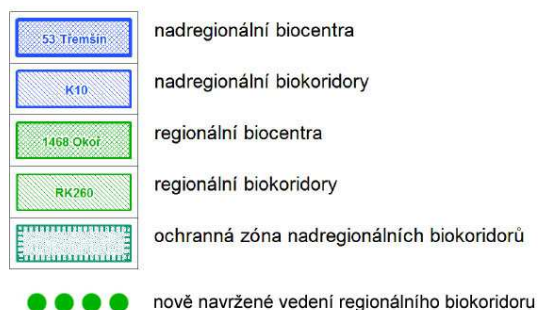 53 Třemšín nadregionální biocentra
K10 nadregionální biokoridory
1468 Okoř regionální biocentra
RK260 regionální biokoridory
ochranná zóna nadregionálních biokoridorů
nově navržené vedení regionálního biokoridoru